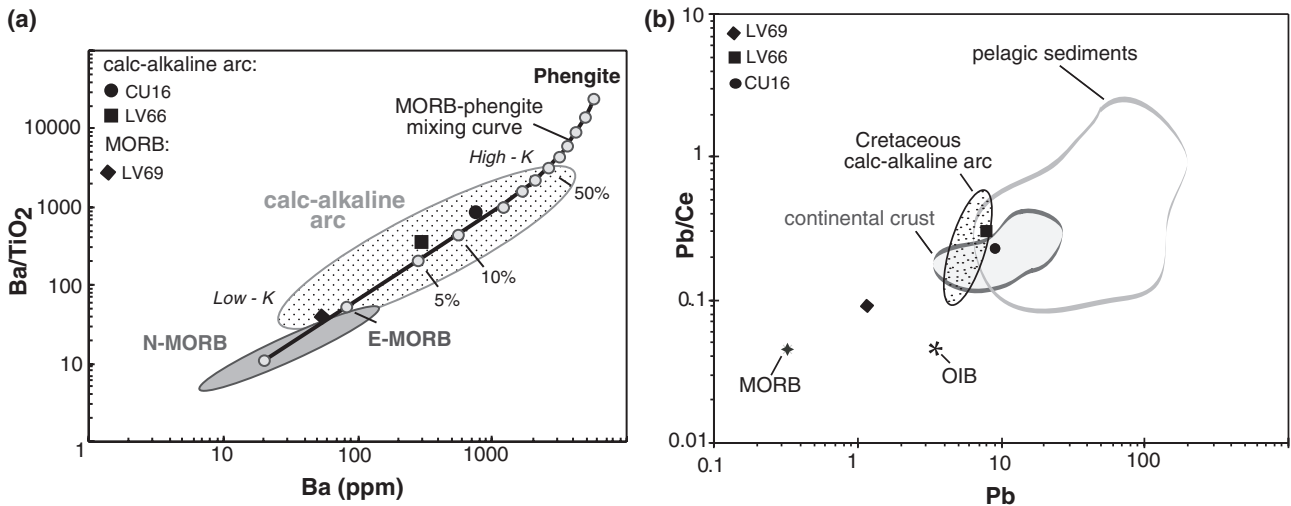 (a)
calc-alkaline arc:
CU16
LV66
MORB:
LV69
Phengite
MORB-phengite
mixing curve
High - K
calc-alkaline
arc
50%
10%
5%
Low - K
N-MORB
E-MORB
10000
1000
100
10
1
1
10
100
1000
Ba/TiO2
Ba (ppm)
(b)
LV69
LV66
CU16
pelagic sediments
Cretaceous
calc-alkaline arc
continental crust
MORB
OIB
10
1
0.1
0.01
0.1
1
10
100
Pb/Ce
Pb